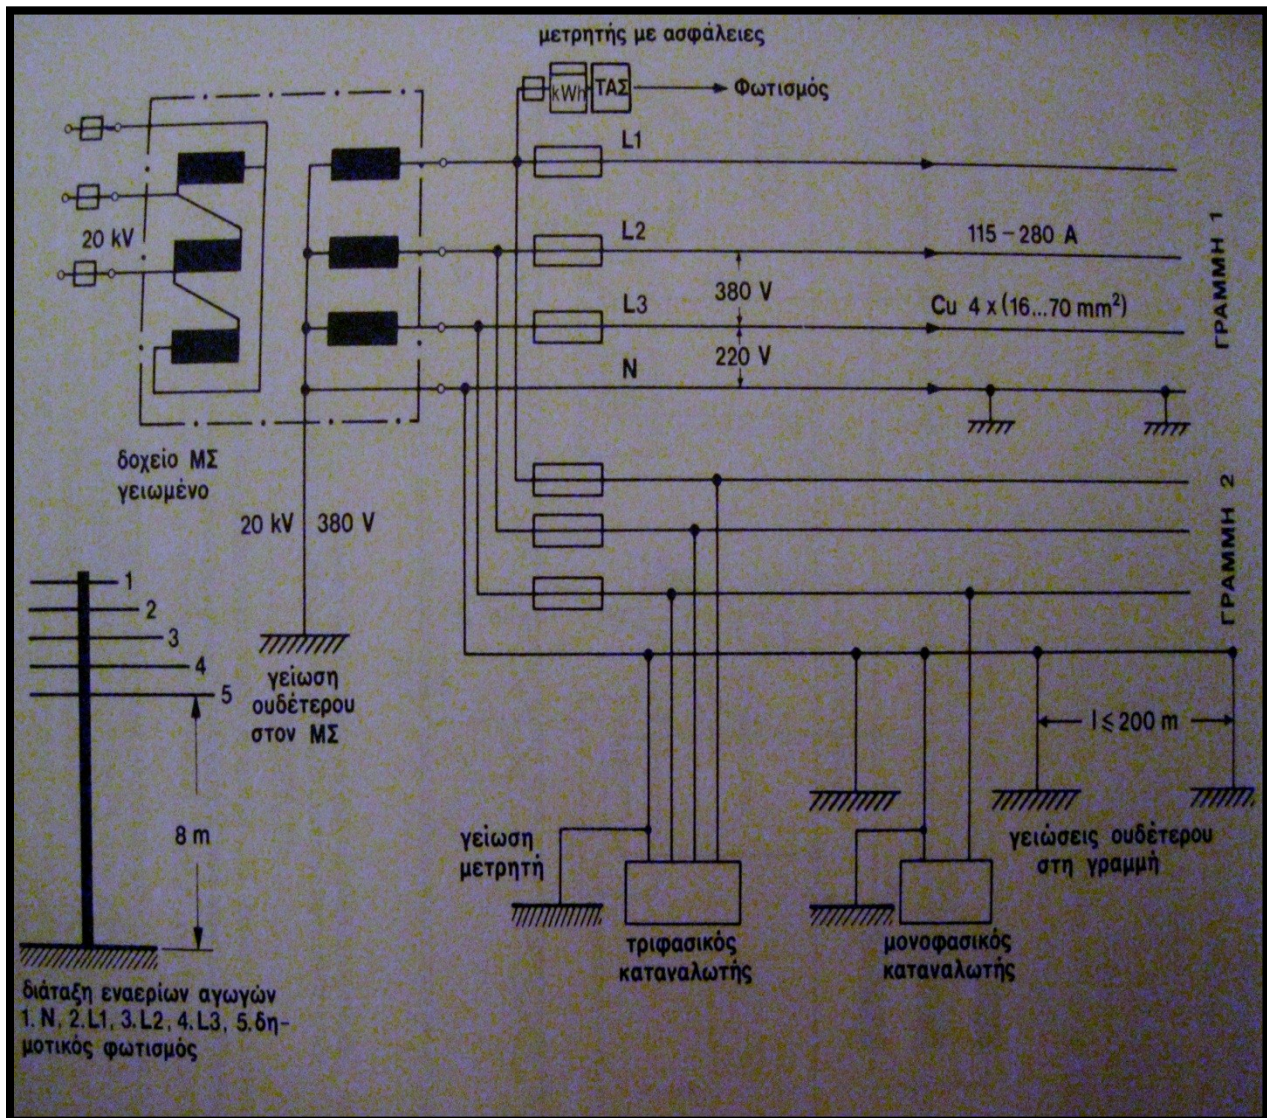 μετρητής με ασφάλειες
kWh
ΤΑΣ
Φωτισμός
L1
20 kV
L2
115 – 280 A
380 V
L3
Cu 4 x (16...70 mm²)
220 V
N
ΓΡΑΜΜΗ 1
δοχείο ΜΣ
γειωμένο
20 kV
380 V
ΓΡΑΜΜΗ 2
1
2
3
4
5
γείωση
ουδέτερου
στον ΜΣ
l ≤ 200 m
8 m
γείωση
μετρητή
γειώσεις ουδέτερου
στη γραμμή
τριφασικός
καταναλωτής
μονοφασικός
καταναλωτής
διάταξη εναερίων αγωγών
1. N, 2. L1, 3. L2, 4. L3, 5. δη-
μοτικός φωτισμός